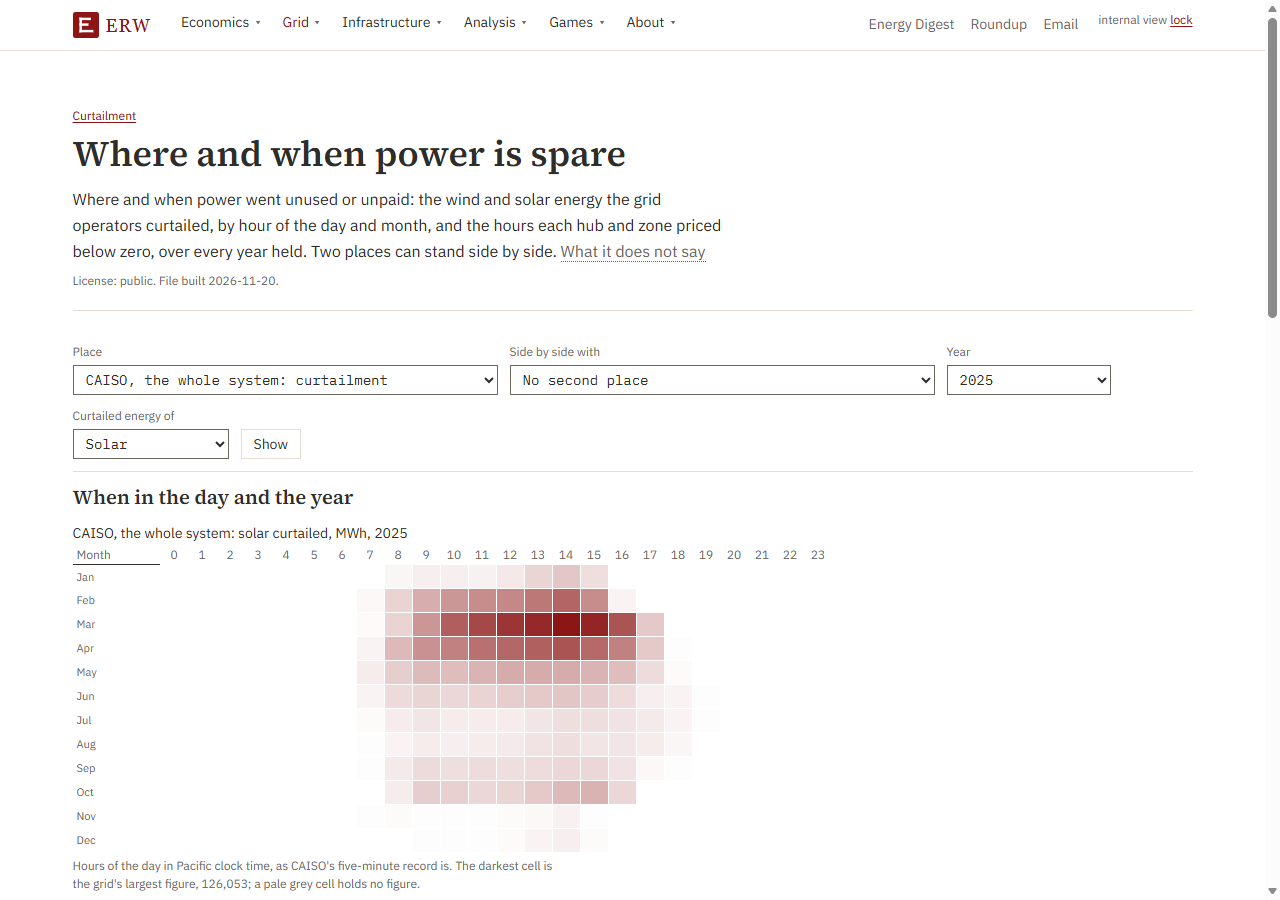 E ERW Economics Grid Infrastructure Analysis Games About Energy Digest Roundup Email internal view lock
Curtailment
Where and when power is spare
Where and when power went unused or unpaid: the wind and solar energy the grid
operators curtailed, by hour of the day and month, and the hours each hub and zone priced
below zero, over every year held. Two places can stand side by side. What it does not say
License: public. File built 2026-11-20.
Place Side by side with Year
CAISO, the whole system: curtailment No second place 2025
Curtailed energy of
Solar Show
When in the day and the year
CAISO, the whole system: solar curtailed, MWh, 2025
Month 0 1 2 3 4 5 6 7 8 9 10 11 12 13 14 15 16 17 18 19 20 21 22 23
Jan
Feb
Mar
Apr
May
Jun
Jul
Aug
Sep
Oct
Nov
Dec
Hours of the day in Pacific clock time, as CAISO's five-minute record is. The darkest cell is
the grid's largest figure, 126,053; a pale grey cell holds no figure.